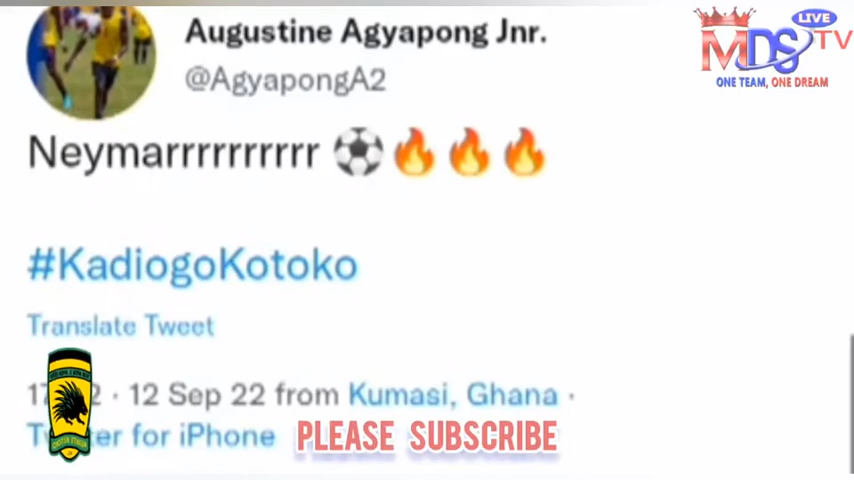 Augustine Agyapong Jnr.
@AgyapongA2
LIVE
MDS TV
ONE TEAM, ONE DREAM
Neymarrrrrrrrrr ⚽🔥🔥🔥
#KadiogoKotoko
Translate Tweet
12 Sep 22 from Kumasi, Ghana ·
for iPhone
PLEASE SUBSCRIBE